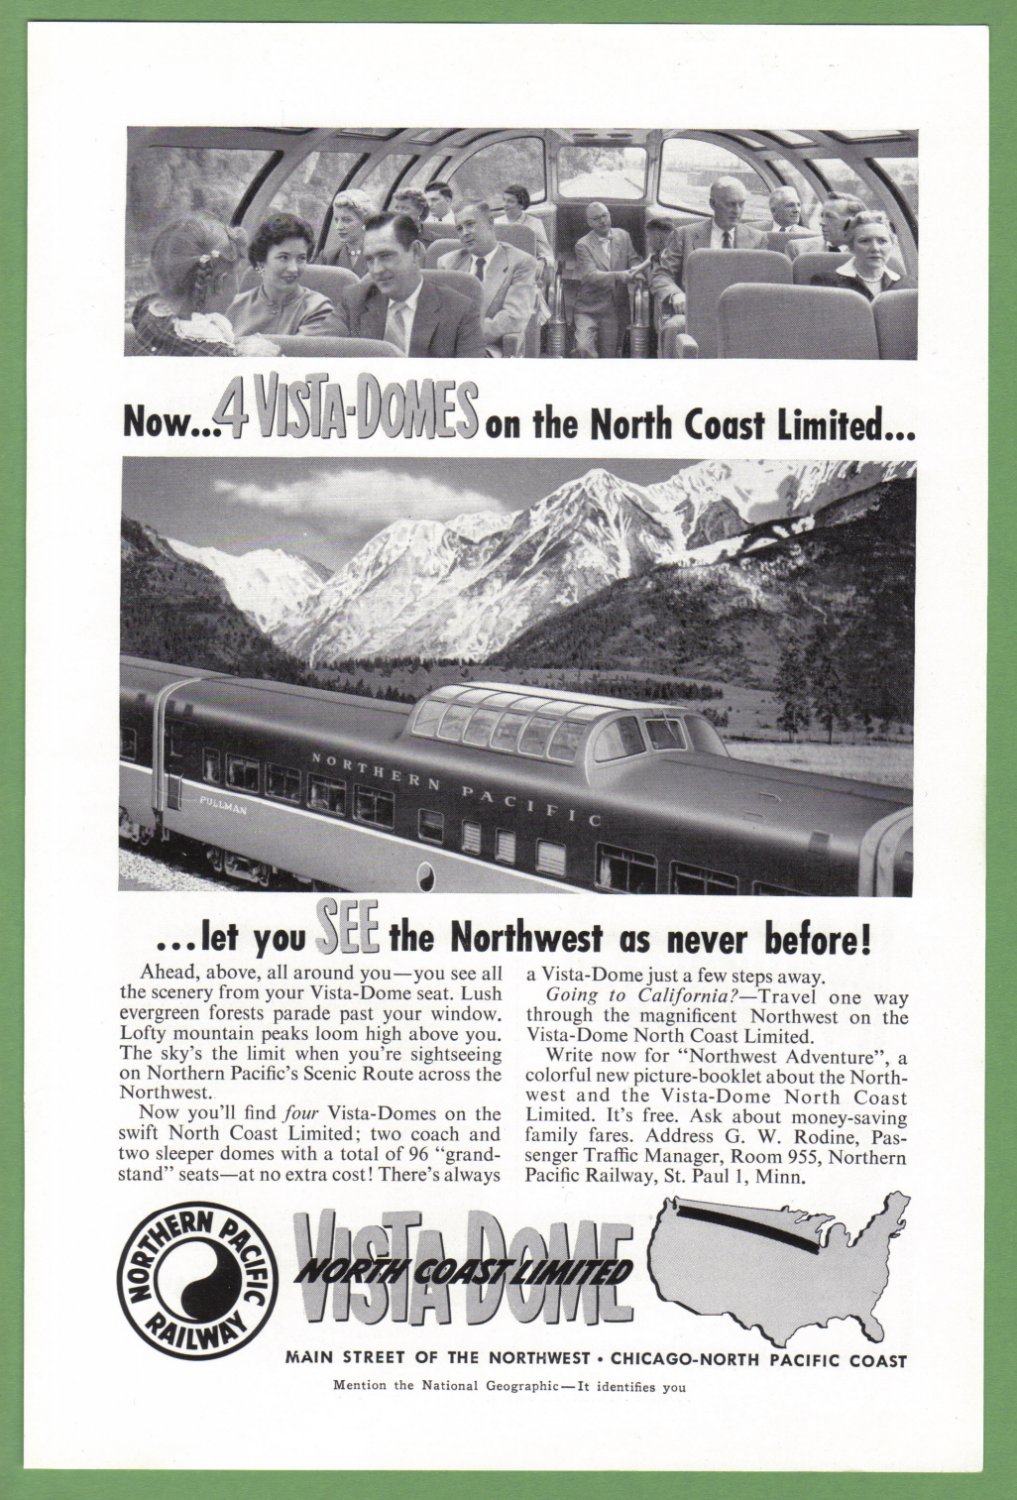 Now...4 VISTA-DOMES on the North Coast Limited...
NORTHERN PACIFIC
PULLMAN
...let you SEE the Northwest as never before!
Ahead, above, all around you—you see all
the scenery from your Vista-Dome seat. Lush
evergreen forests parade past your window.
Lofty mountain peaks loom high above you.
The sky's the limit when you're sightseeing
on Northern Pacific's Scenic Route across the
Northwest.
Now you'll find four Vista-Domes on the
swift North Coast Limited; two coach and
two sleeper domes with a total of 96 "grand-
stand" seats—at no extra cost! There's always
a Vista-Dome just a few steps away.
Going to California?—Travel one way
through the magnificent Northwest on the
Vista-Dome North Coast Limited.
Write now for "Northwest Adventure", a
colorful new picture-booklet about the North-
west and the Vista-Dome North Coast
Limited. It's free. Ask about money-saving
family fares. Address G. W. Rodine, Pas-
senger Traffic Manager, Room 955, Northern
Pacific Railway, St. Paul 1, Minn.
NORTHERN PACIFIC
RAILWAY
VISTA DOME
NORTH COAST LIMITED
MAIN STREET OF THE NORTHWEST • CHICAGO-NORTH PACIFIC COAST
Mention the National Geographic—It identifies you